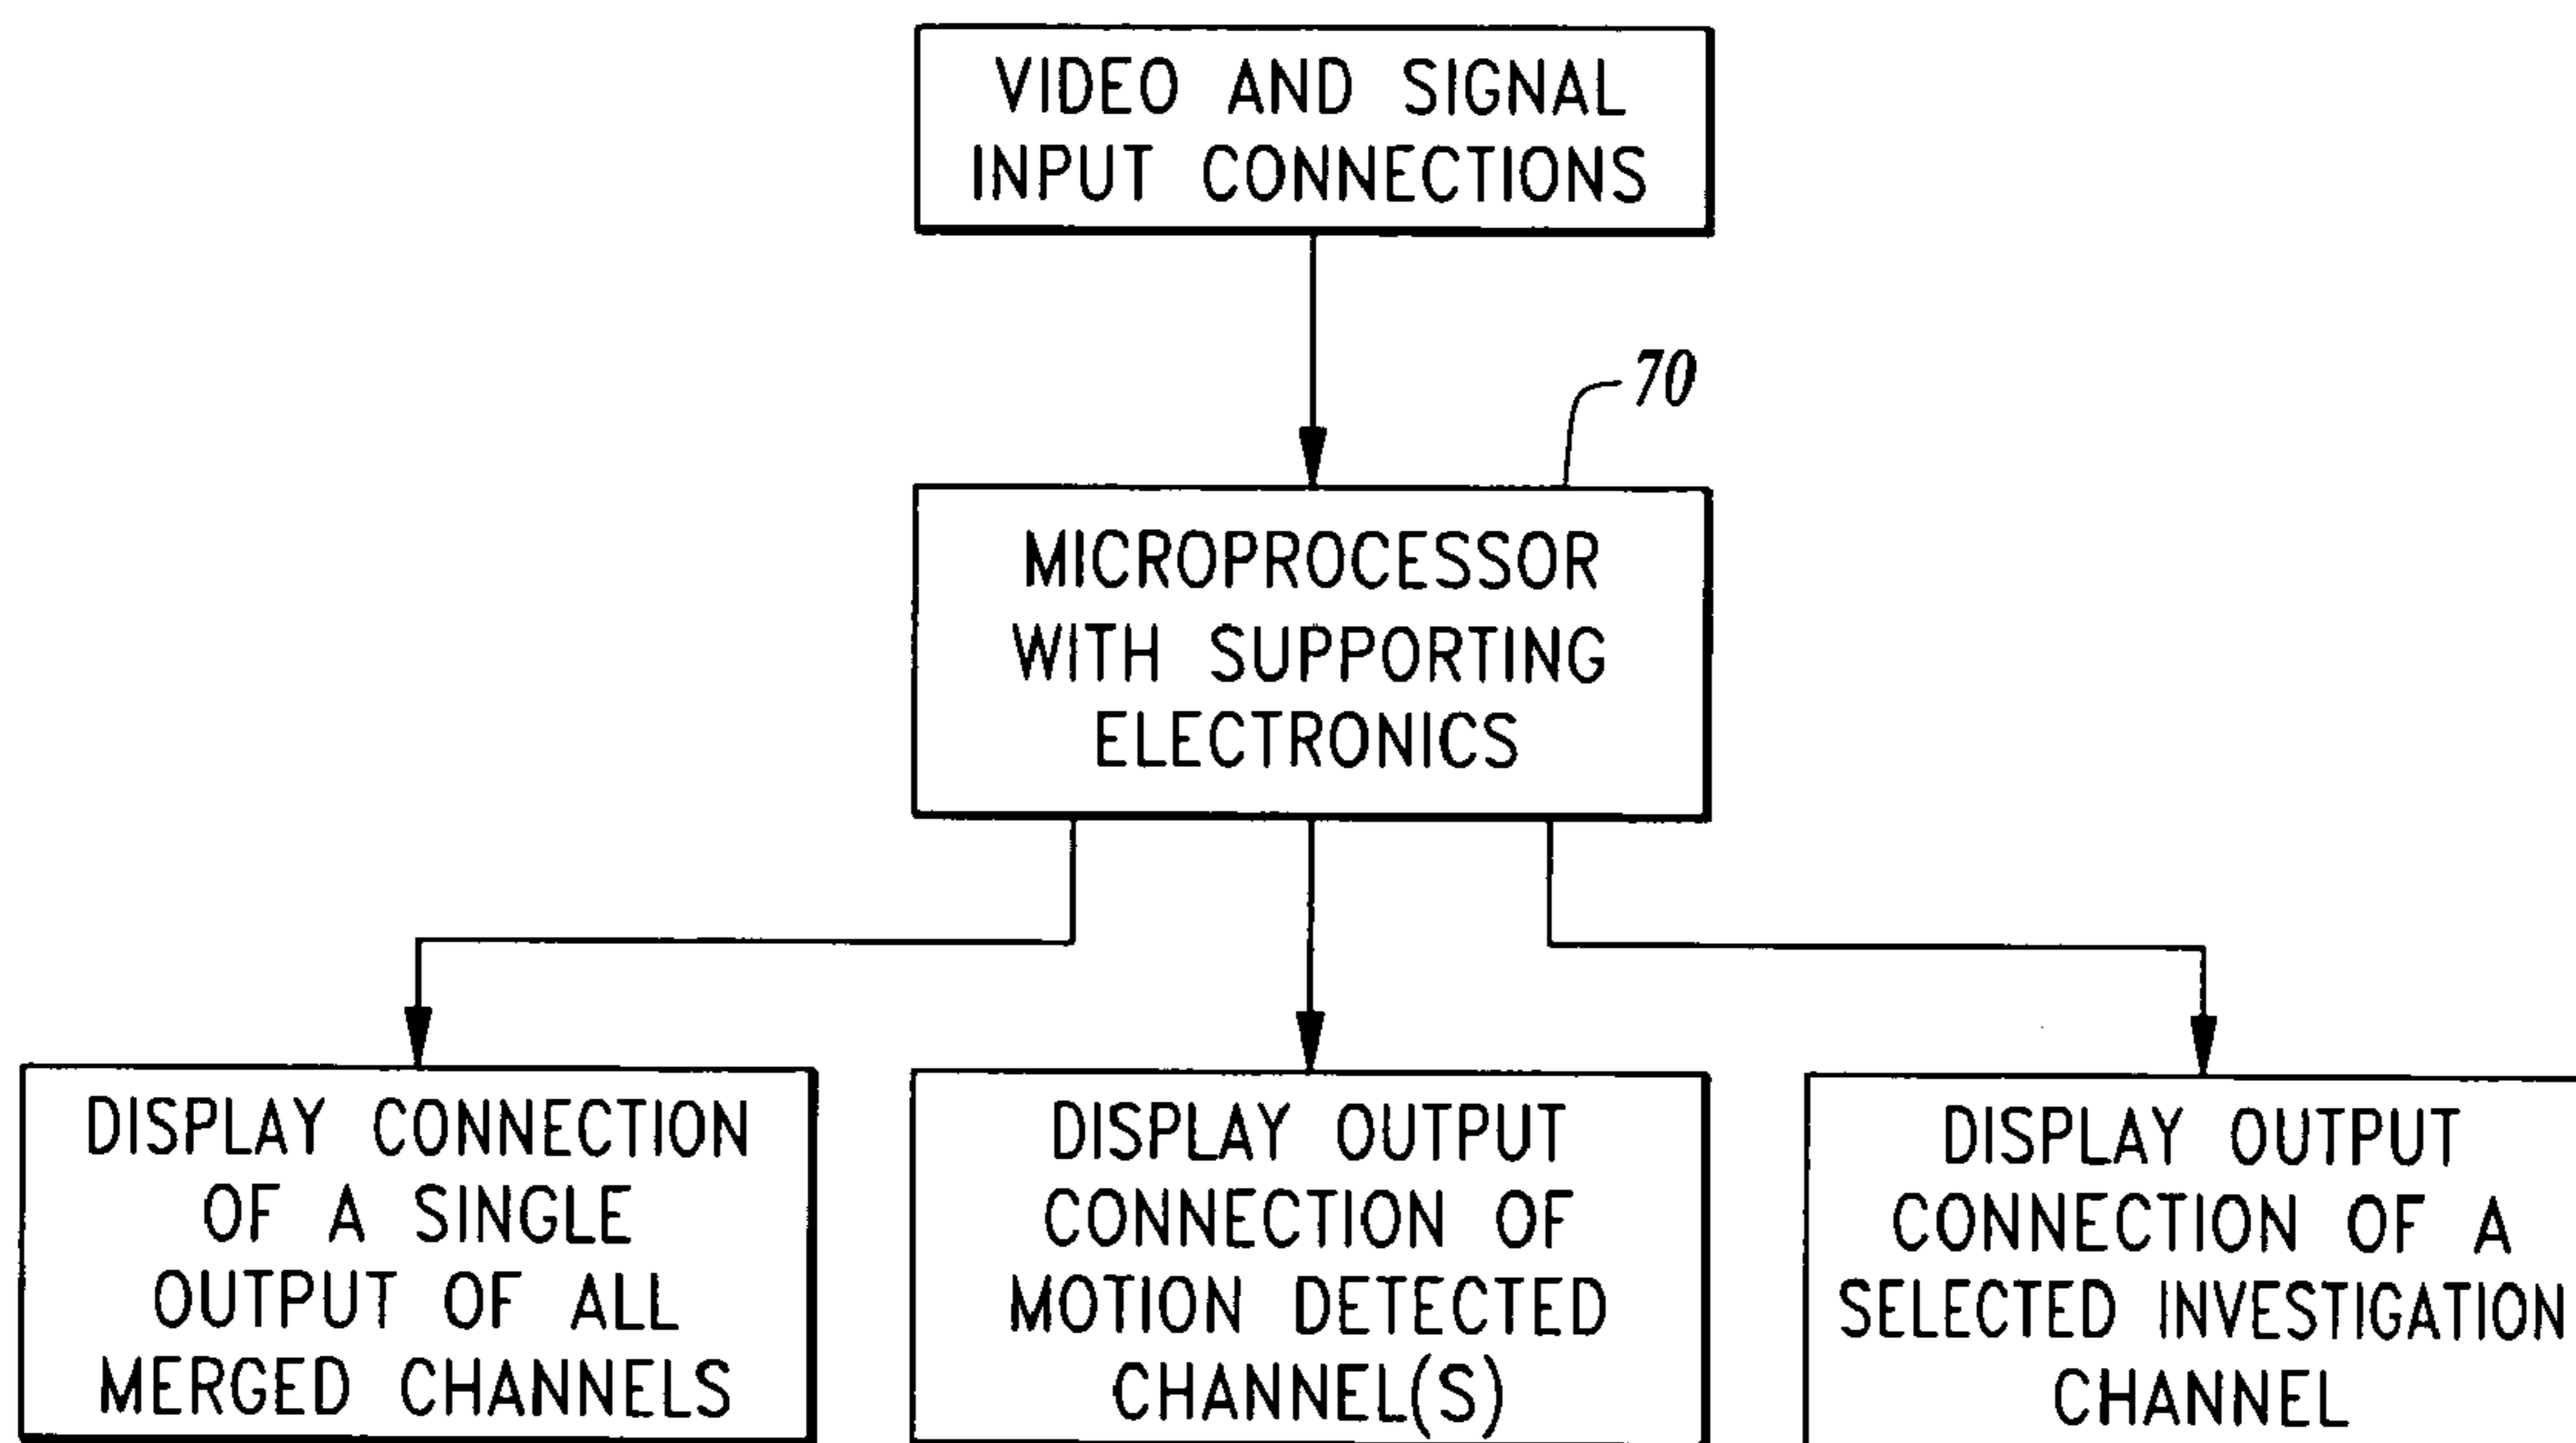 VIDEO AND SIGNAL
INPUT CONNECTIONS
70
MICROPROCESSOR
WITH SUPPORTING
ELECTRONICS
DISPLAY CONNECTION
OF A SINGLE
OUTPUT OF ALL
MERGED CHANNELS
DISPLAY OUTPUT
CONNECTION OF
MOTION DETECTED
CHANNEL(S)
DISPLAY OUTPUT
CONNECTION OF A
SELECTED INVESTIGATION
CHANNEL